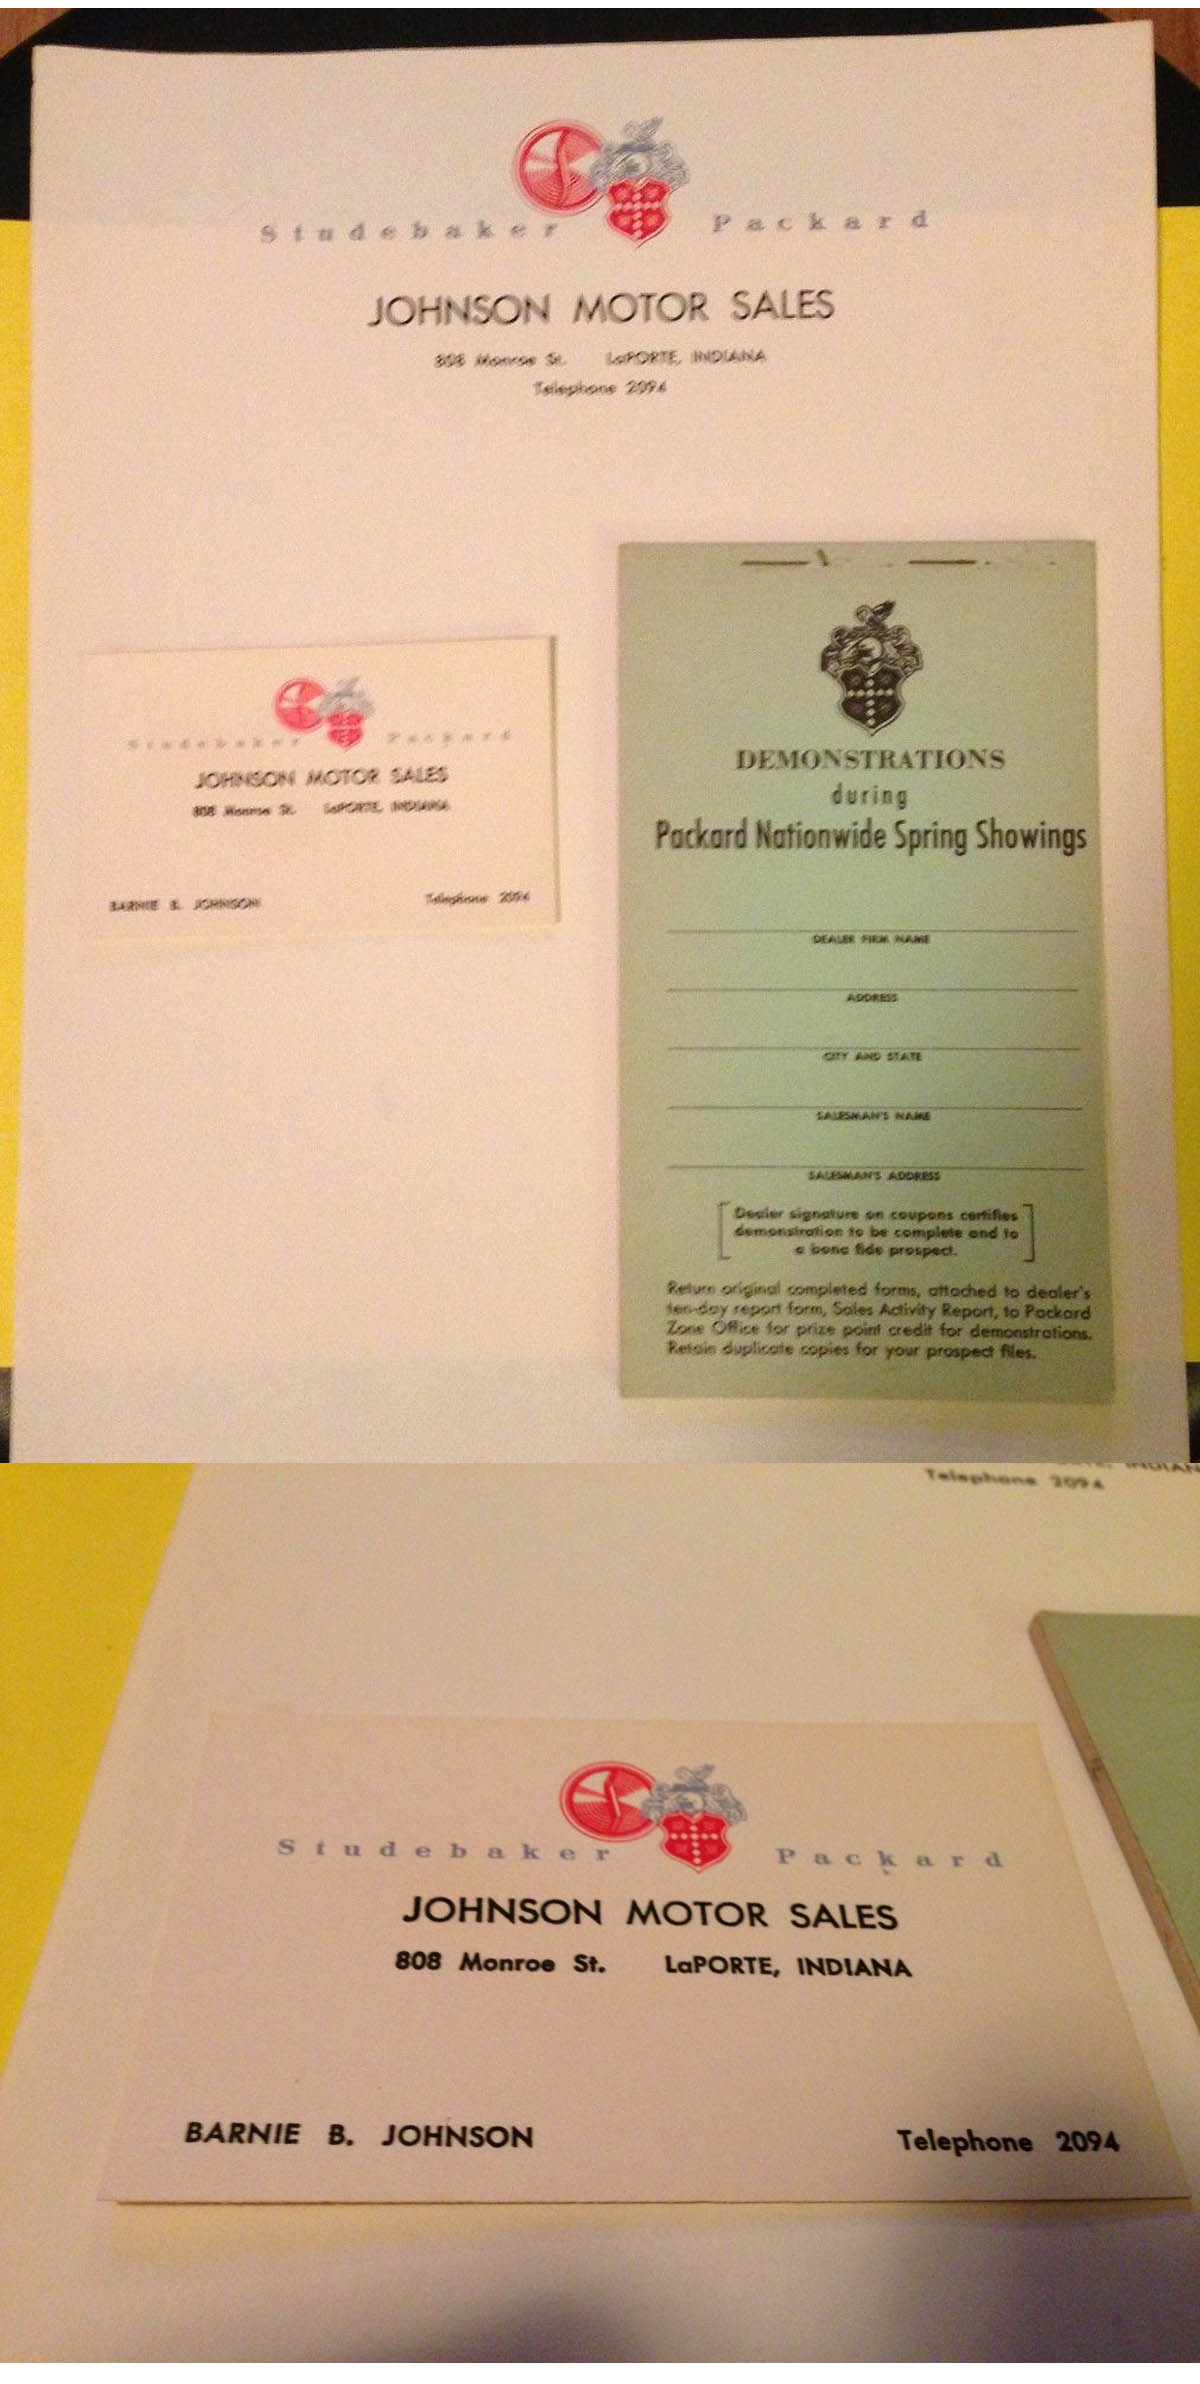 Studebaker Packard
JOHNSON MOTOR SALES
808 Monroe St. LaPORTE, INDIANA
Telephone 2094
Studebaker Packard
JOHNSON MOTOR SALES
808 Monroe St. LaPORTE, INDIANA
BARNIE B. JOHNSON Telephone 2094
DEMONSTRATIONS
during
Packard Nationwide Spring Showings
DEALER FIRM NAME
ADDRESS
CITY AND STATE
SALESMAN'S NAME
SALESMAN'S ADDRESS
Dealer signature on coupons certifies
demonstration to be complete and to
a bona fide prospect.
Return original completed forms, attached to dealer's
ten-day report form, Sales Activity Report, to Packard
Zone Office for prize point credit for demonstrations.
Retain duplicate copies for your prospect files.
INDIANA
Telephone 2094
Studebaker Packard
JOHNSON MOTOR SALES
808 Monroe St. LaPORTE, INDIANA
BARNIE B. JOHNSON Telephone 2094